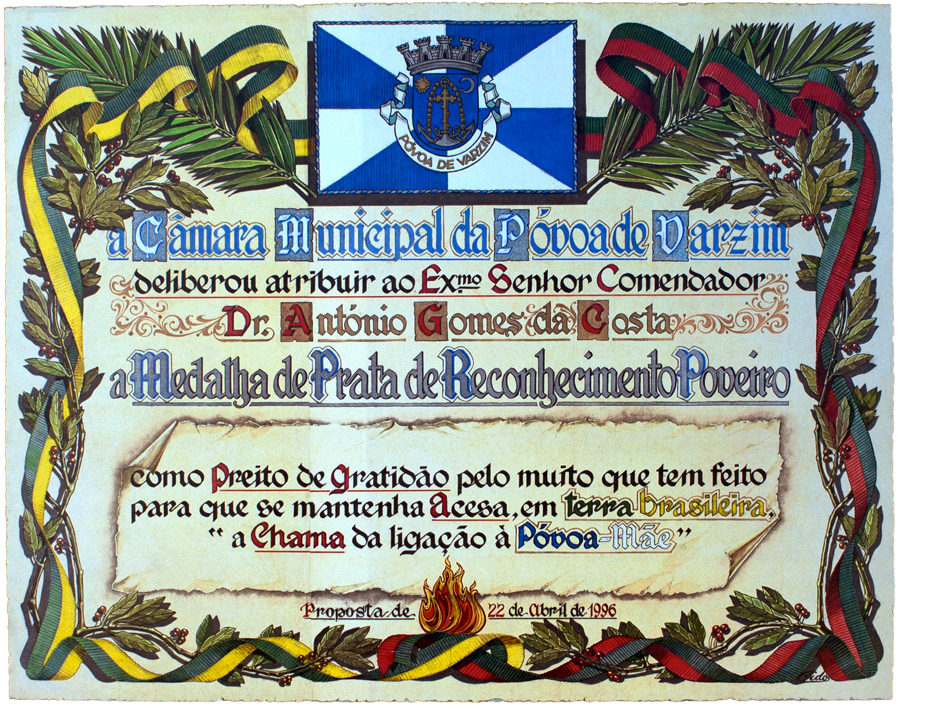 PÓVOA DE VARZIM
a Câmara Municipal da Póvoa de Varzim
deliberou atribuir ao Exmo Senhor Comendador
Dr. António Gomes da Costa
a Medalha de Prata de Reconhecimento Poveiro
como Preito de gratidão pelo muito que tem feito
para que se mantenha Acesa, em terra brasileira,
“ a Chama da ligação à Póvoa-Mãe”
Proposta de 22 de Abril de 1996